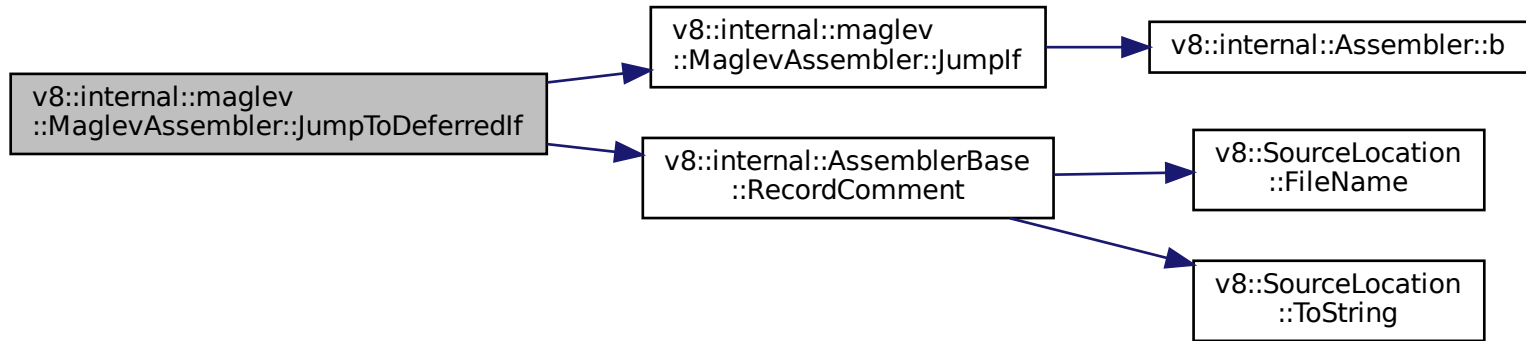 v8::internal::maglev
::MaglevAssembler::JumpToDeferredIf
v8::internal::maglev
::MaglevAssembler::JumpIf
v8::internal::Assembler::b
v8::internal::AssemblerBase
::RecordComment
v8::SourceLocation
::FileName
v8::SourceLocation
::ToString